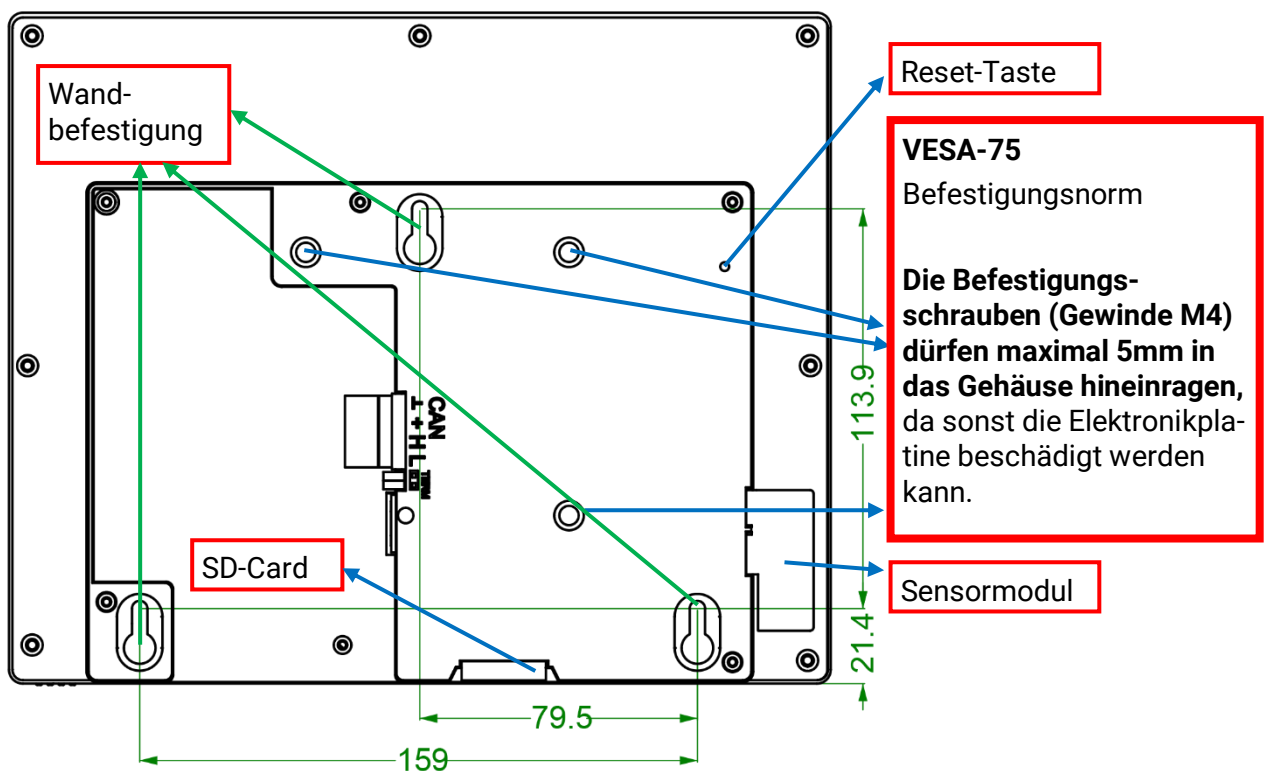 Wand-
befestigung
Reset-Taste
VESA-75
Befestigungsnorm
Die Befestigungs-
schrauben (Gewinde M4)
dürfen maximal 5mm in
das Gehäuse hineinragen,
da sonst die Elektronikpla-
tine beschädigt werden
kann.
113.9
CAN
⊥ + H L
TERM
SD-Card
Sensormodul
21.4
79.5
159